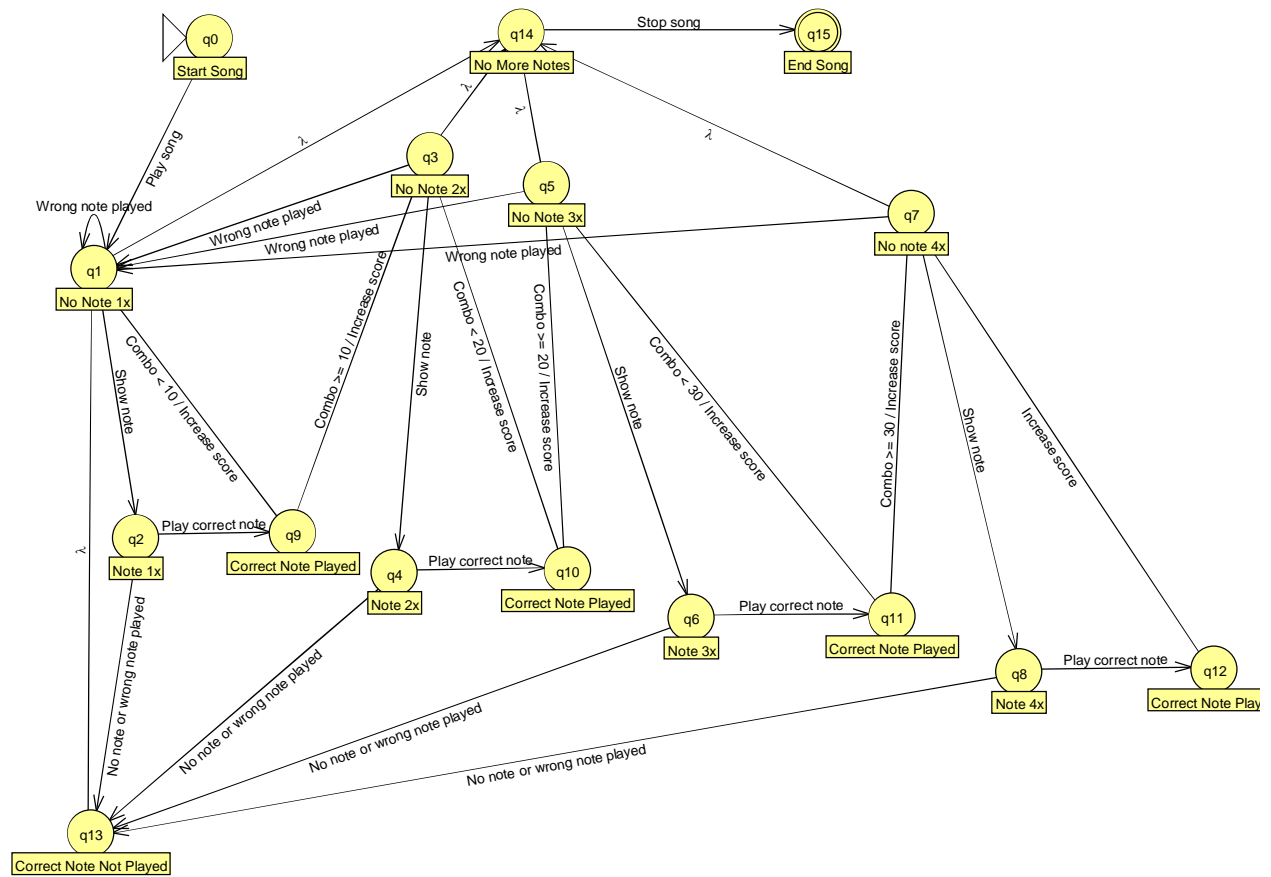 q0
Start Song
q14
No More Notes
Stop song
q15
End Song
Play song
λ
λ
λ
λ
q3
No Note 2x
q5
No Note 3x
q7
No note 4x
Wrong note played
Wrong note played
Wrong note played
Wrong note played
q1
No Note 1x
Show note
Combo < 10 / Increase score
Combo >= 10 / Increase score
Show note
Combo < 20 / Increase score
Combo >= 20 / Increase score
Show note
Combo < 30 / Increase score
Combo >= 30 / Increase score
Show note
Increase score
λ
q2
Note 1x
Play correct note
q9
Correct Note Played
q4
Note 2x
Play correct note
q10
Correct Note Played
q6
Note 3x
Play correct note
q11
Correct Note Played
q8
Note 4x
Play correct note
q12
Correct Note Play
No note or wrong note played
No note or wrong note played
No note or wrong note played
No note or wrong note played
q13
Correct Note Not Played